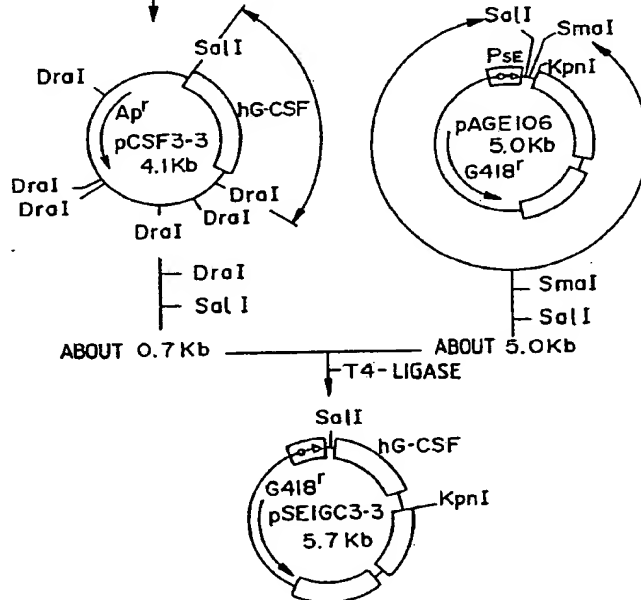 SalI
DraI
Apr
hG-CSF
pCSF3-3
4.1Kb
DraI
DraI
DraI
DraI
DraI
DraI
Sal I
ABOUT 0.7Kb
SalI
SmaI
PSE
KpnI
pAGE106
5.0Kb
G418r
SmaI
SalI
ABOUT 5.0Kb
T4-LIGASE
SalI
hG-CSF
G418r
pSEIGC3-3
5.7Kb
KpnI